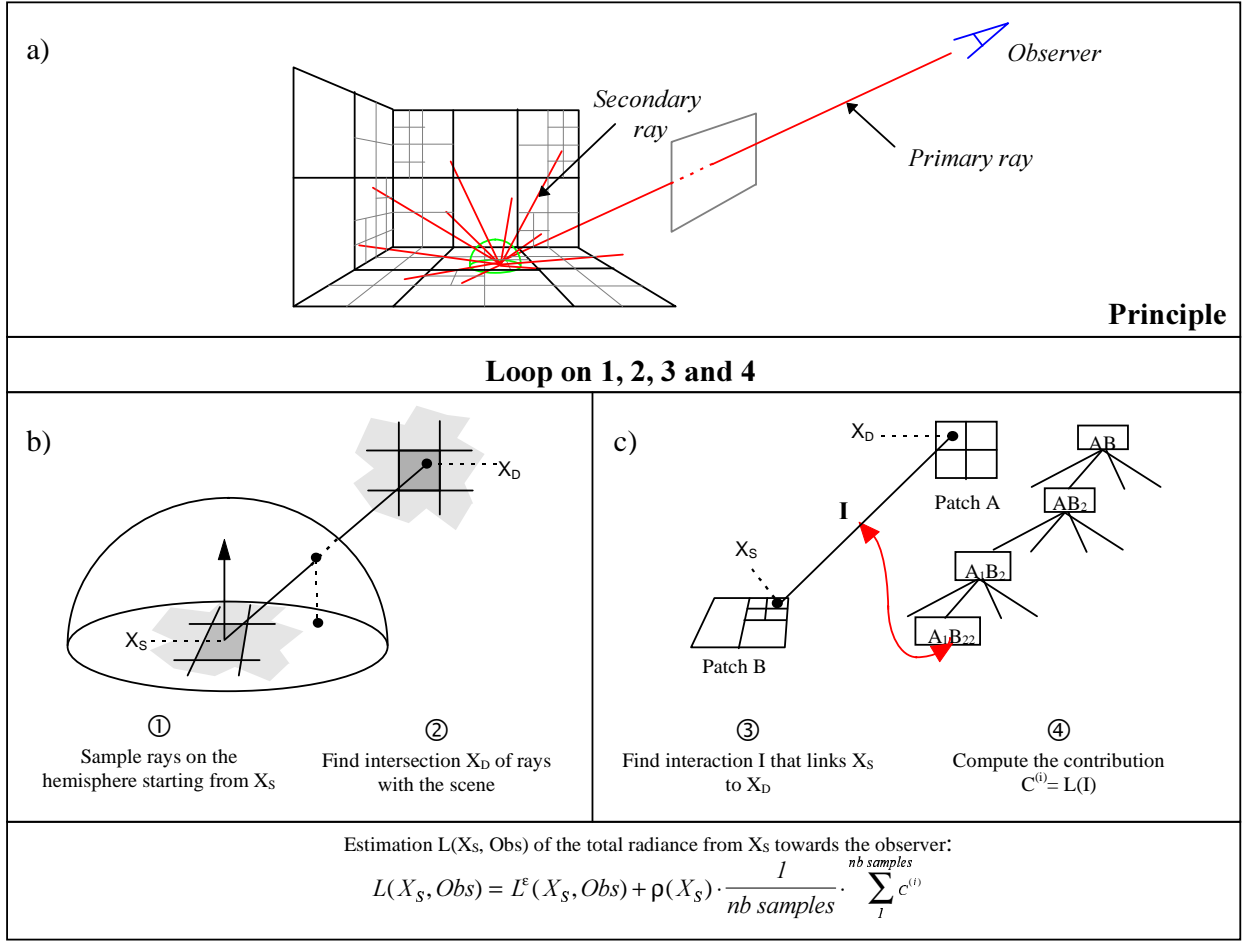 a)
Observer
Secondary
ray
Primary ray
Principle
Loop on 1, 2, 3 and 4
b)
X_D
X_S
①
Sample rays on the
hemisphere starting from X_S
②
Find intersection X_D of rays
with the scene
c)
X_D
Patch A
I
X_S
Patch B
AB
AB_2
A_1B_2
A_1B_22
③
Find interaction I that links X_S
to X_D
④
Compute the contribution
C^(i)= L(I)
Estimation L(X_S, Obs) of the total radiance from X_S towards the observer:
L(X_S, Obs) = L^ε(X_S, Obs) + ρ(X_S) · 1/nb samples · ∑_1^nb samples C^(i)